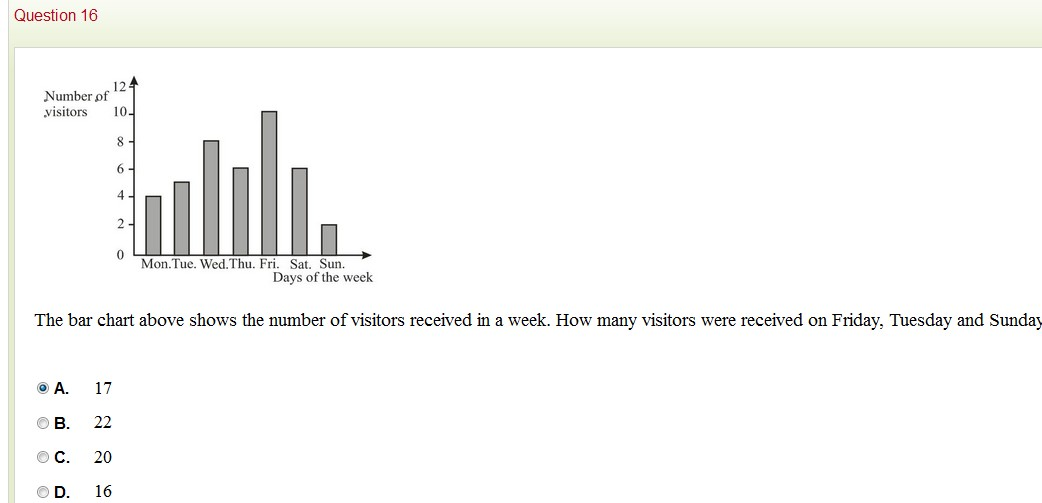 Question 16
Number of
visitors
12
10
8
6
4
2
0
Mon. Tue. Wed. Thu. Fri. Sat. Sun.
Days of the week
The bar chart above shows the number of visitors received in a week. How many visitors were received on Friday, Tuesday and Sunday
A. 17
B. 22
C. 20
D. 16